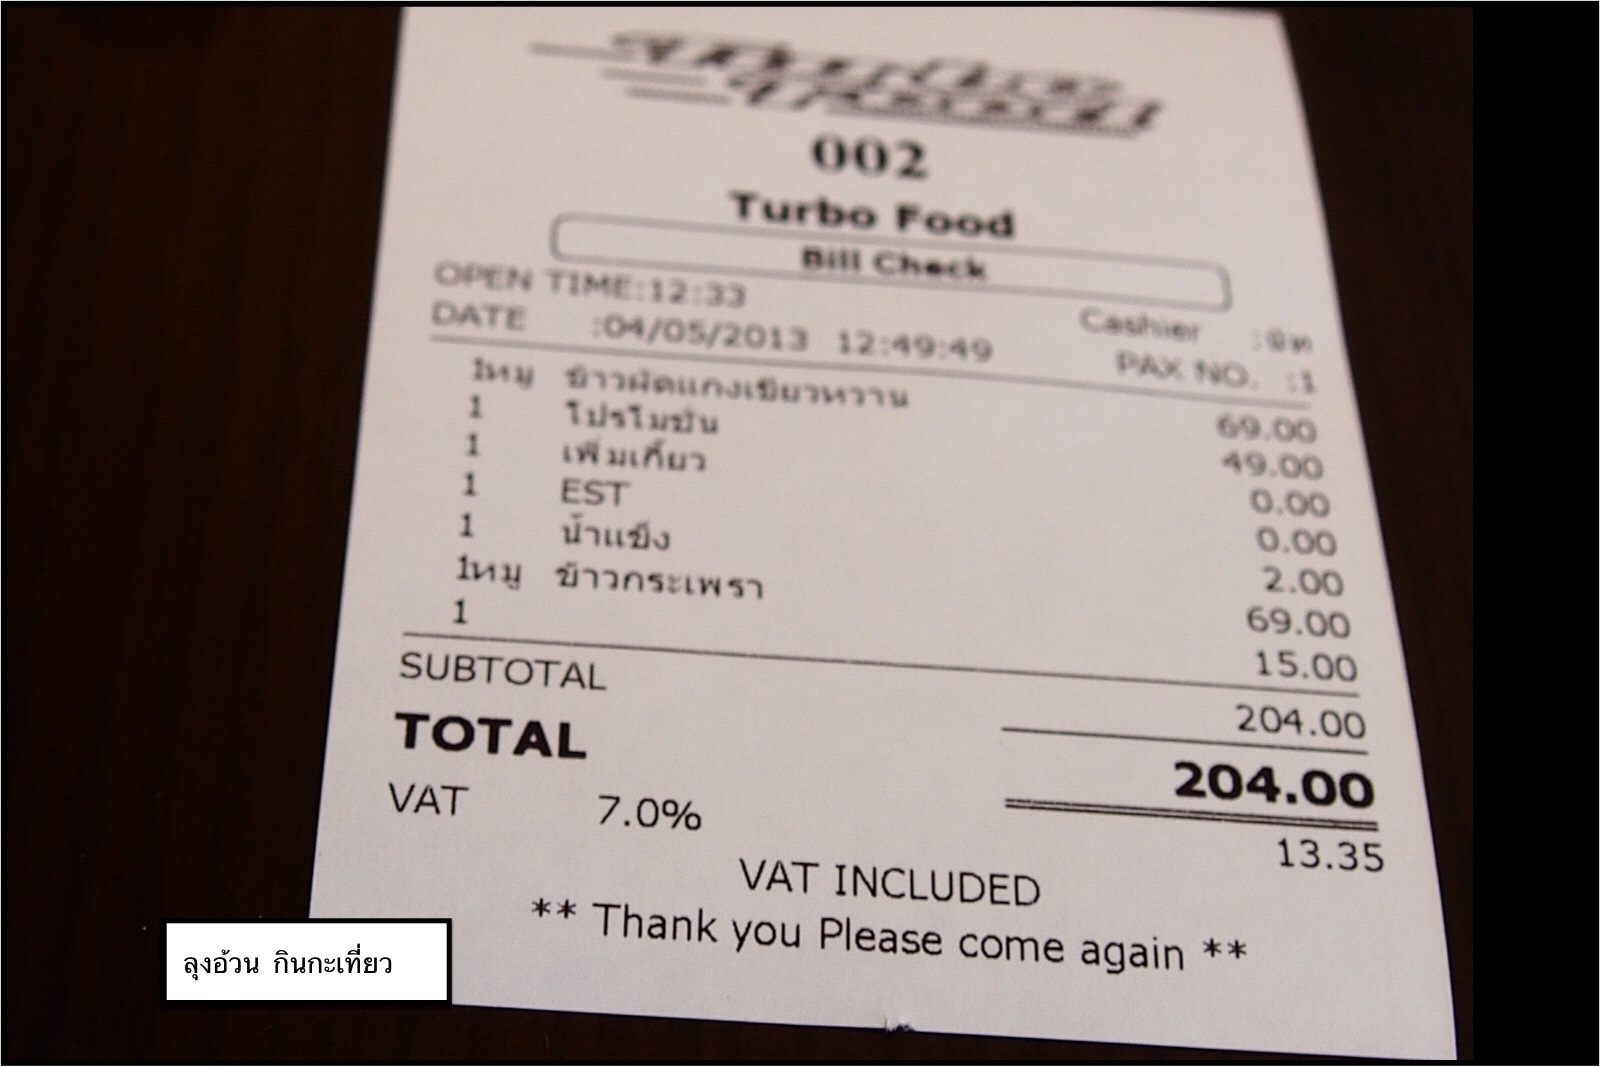 002
Turbo Food
Bill Check
OPEN TIME:12:33 Cashier :
DATE :04/05/2013 12:49:49 PAX NO. :1
1หมู ข้าวผัดแกงเขียวหวาน 69.00
1 โปรโมชั่น 49.00
1 เพิ่มเกี๊ยว 0.00
1 EST 0.00
1 น้ำแข็ง 2.00
1หมู ข้าวกระเพรา 69.00
1 15.00
SUBTOTAL 204.00
TOTAL 204.00
VAT 7.0% 13.35
VAT INCLUDED
** Thank you Please come again **
ลุงอ้วน กินกะเที่ยว